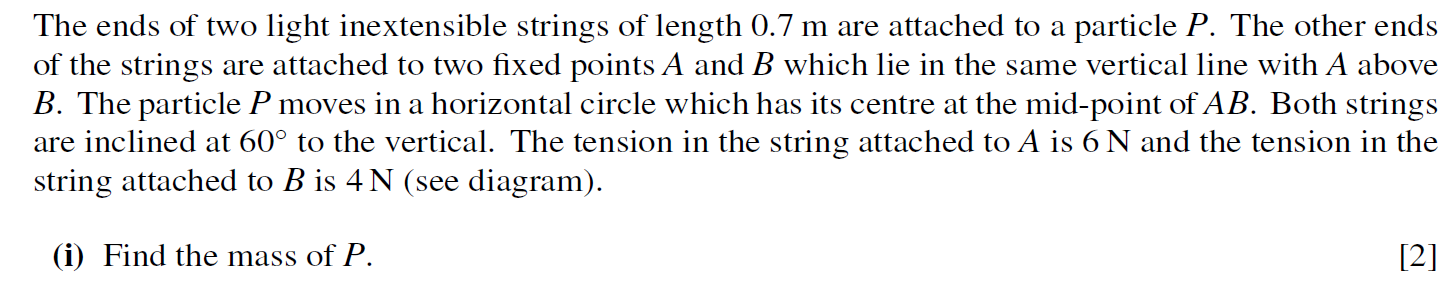 The ends of two light inextensible strings of length 0.7 m are attached to a particle P. The other ends
of the strings are attached to two fixed points A and B which lie in the same vertical line with A above
B. The particle P moves in a horizontal circle which has its centre at the mid-point of AB. Both strings
are inclined at 60° to the vertical. The tension in the string attached to A is 6 N and the tension in the
string attached to B is 4 N (see diagram).
(i) Find the mass of P. [2]